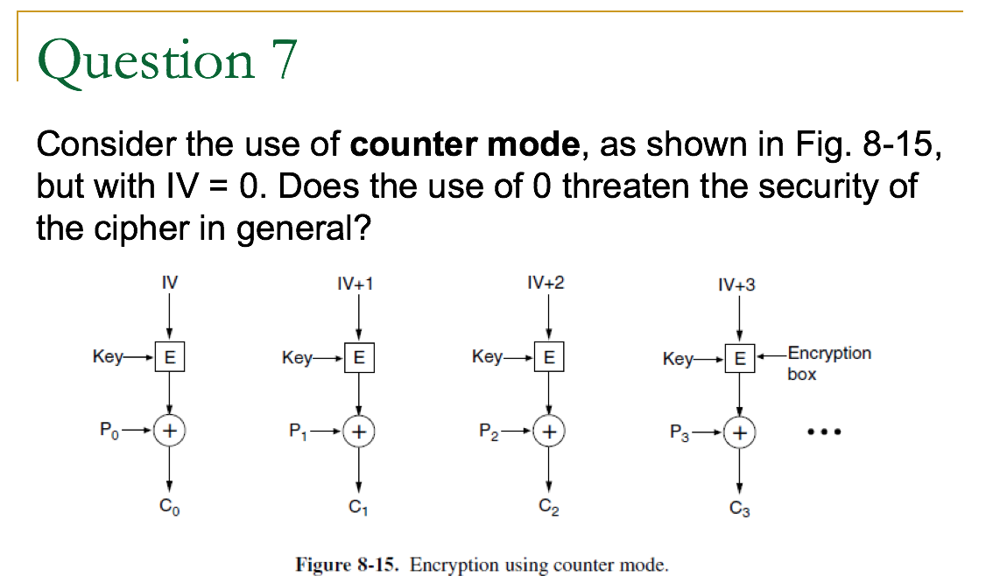 Question 7
Consider the use of counter mode, as shown in Fig. 8-15,
but with IV = 0. Does the use of 0 threaten the security of
the cipher in general?
IV IV+1 IV+2 IV+3
Key E Key E Key E Key E Encryption
box
P₀ + P₁ + P₂ + P₃ + •••
C₀ C₁ C₂ C₃
Figure 8-15. Encryption using counter mode.